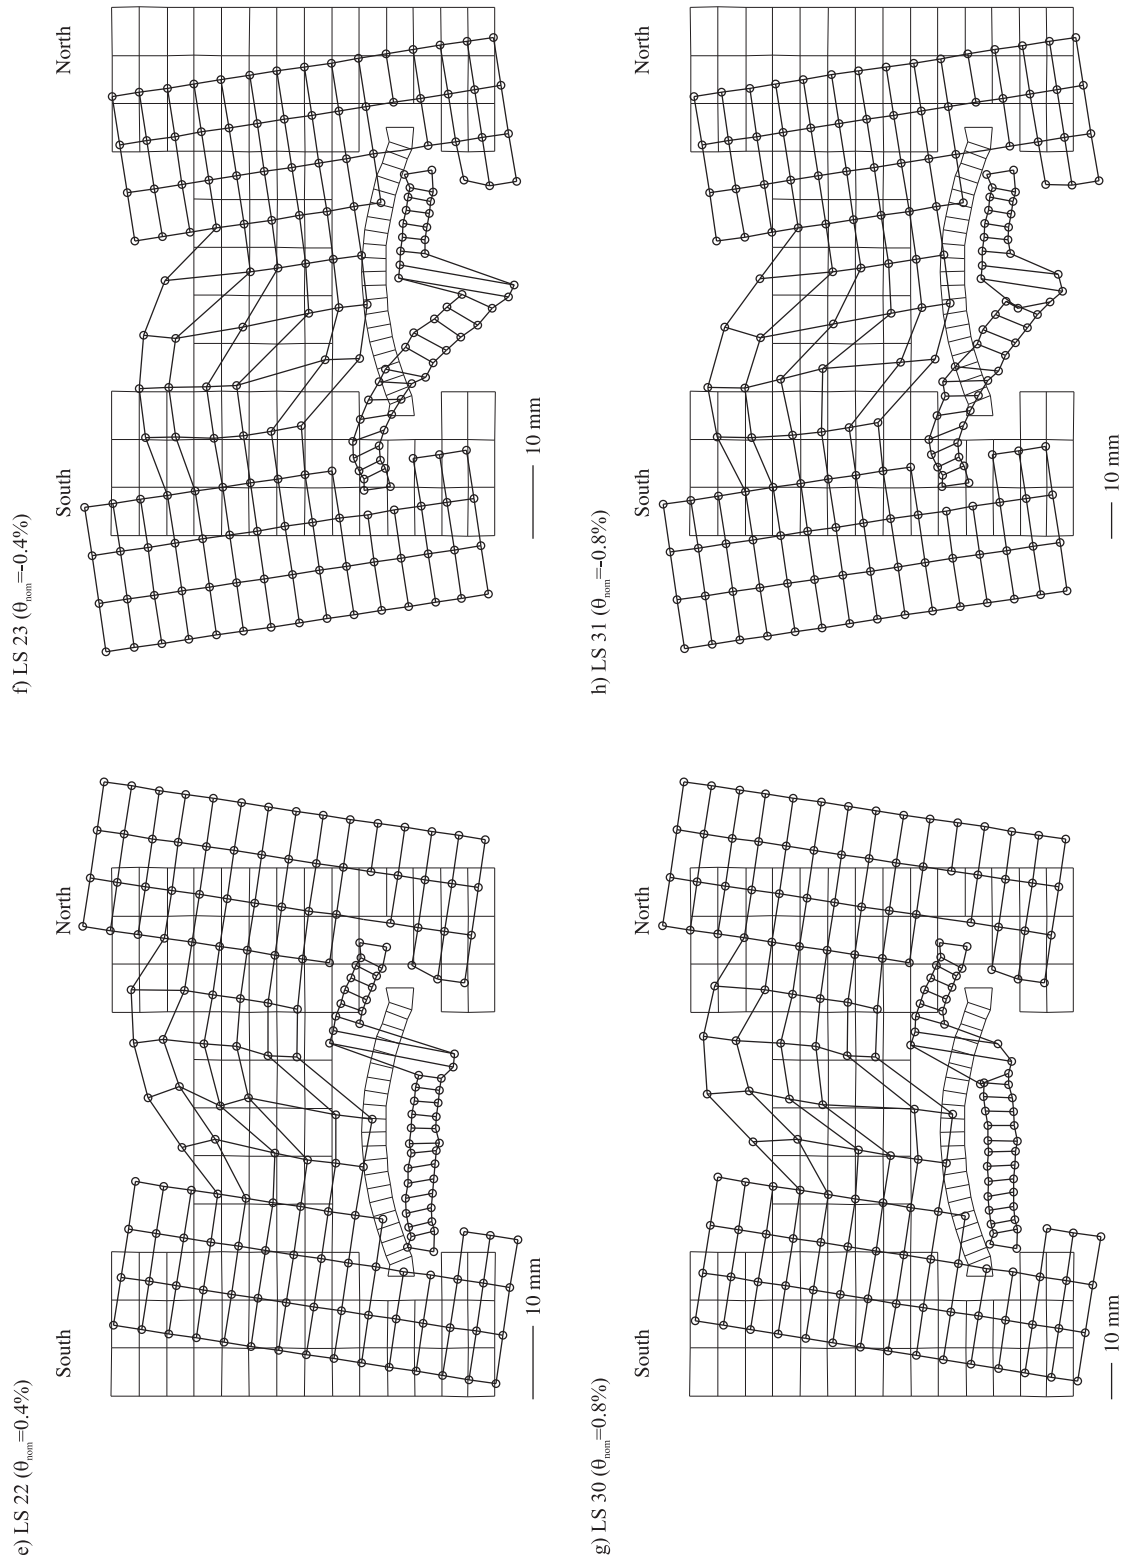 e) LS 22 (θnom=0.4%)
South
North
10 mm
f) LS 23 (θnom=-0.4%)
South
North
10 mm
g) LS 30 (θnom=0.8%)
South
North
10 mm
h) LS 31 (θnom=-0.8%)
South
North
10 mm